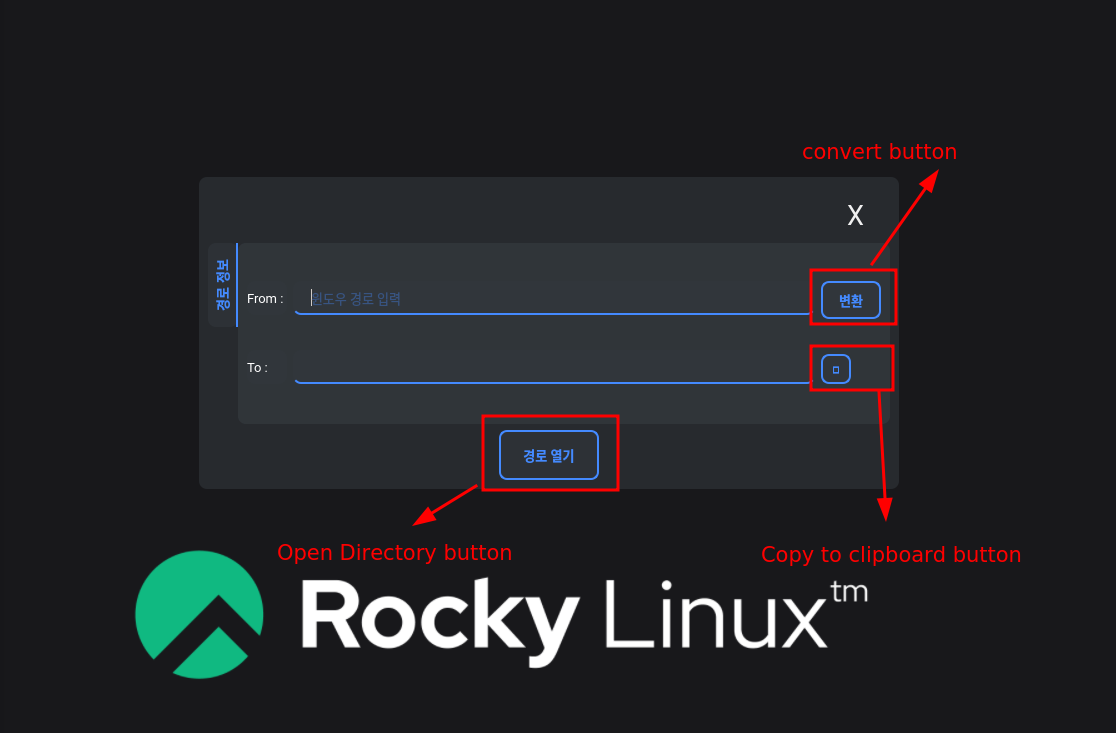 convert button
X
경로 정보
From :
윈도우 경로 입력
변환
To :
경로 열기
Open Directory button
Copy to clipboard button
Rocky Linux™